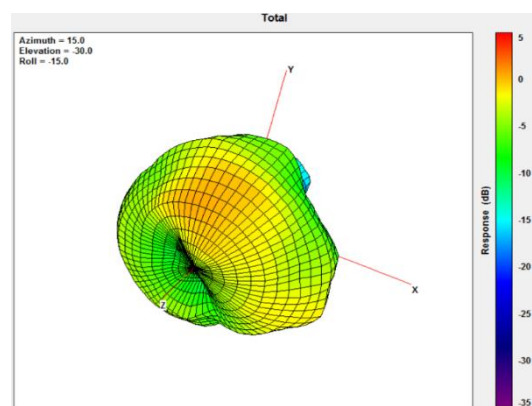 Total
Azimuth = 15.0
Elevation = -30.0
Roll = -15.0
Y
X
Z
5
0
-5
-10
-15
-20
-25
-30
-35
Response (dB)